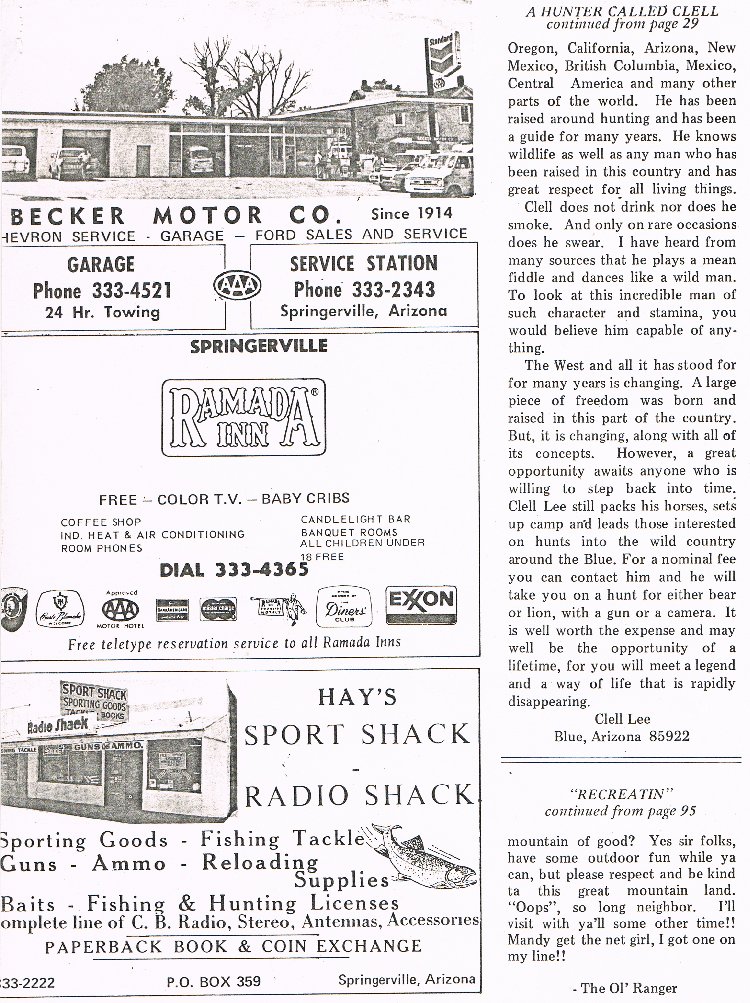 Standard
BECKER MOTOR CO. Since 1914
HEVRON SERVICE - GARAGE — FORD SALES AND SERVICE
GARAGE
Phone 333-4521
24 Hr. Towing
AAA
SERVICE STATION
Phone 333-2343
Springerville, Arizona
SPRINGERVILLE
RAMADA®
INN
FREE — COLOR T.V. — BABY CRIBS
COFFEE SHOP
IND. HEAT & AIR CONDITIONING
ROOM PHONES
CANDLELIGHT BAR
BANQUET ROOMS
ALL CHILDREN UNDER
18 FREE
DIAL 333-4365
Approved
AAA
MOTOR HOTEL
Diners'
CLUB
EXXON
Free teletype reservation service to all Ramada Inns
SPORT SHACK
SPORTING GOODS
TACKLE BOOKS
Radio Shack
TACKLE
GUNS & AMMO.
HAY'S
SPORT SHACK
-
RADIO SHACK
Sporting Goods - Fishing Tackle
Guns - Ammo - Reloading
Supplies
Baits - Fishing & Hunting Licenses
omplete line of C. B. Radio, Stereo, Antennas, Accessories
PAPERBACK BOOK & COIN EXCHANGE
33-2222 P.O. BOX 359 Springerville, Arizona
A HUNTER CALLED CLELL
continued from page 29
Oregon, California, Arizona, New
Mexico, British Columbia, Mexico,
Central America and many other
parts of the world. He has been
raised around hunting and has been
a guide for many years. He knows
wildlife as well as any man who has
been raised in this country and has
great respect for all living things.
Clell does not drink nor does he
smoke. And only on rare occasions
does he swear. I have heard from
many sources that he plays a mean
fiddle and dances like a wild man.
To look at this incredible man of
such character and stamina, you
would believe him capable of any-
thing.
The West and all it has stood for
for many years is changing. A large
piece of freedom was born and
raised in this part of the country.
But, it is changing, along with all of
its concepts. However, a great
opportunity awaits anyone who is
willing to step back into time.
Clell Lee still packs his horses, sets
up camp and leads those interested
on hunts into the wild country
around the Blue. For a nominal fee
you can contact him and he will
take you on a hunt for either bear
or lion, with a gun or a camera. It
is well worth the expense and may
well be the opportunity of a
lifetime, for you will meet a legend
and a way of life that is rapidly
disappearing.
Clell Lee
Blue, Arizona 85922
"RECREATIN"
continued from page 95
mountain of good? Yes sir folks,
have some outdoor fun while ya
can, but please respect and be kind
ta this great mountain land.
"Oops", so long neighbor. I'll
visit with ya'll some other time!!
Mandy get the net girl, I got one on
my line!!
- The Ol' Ranger